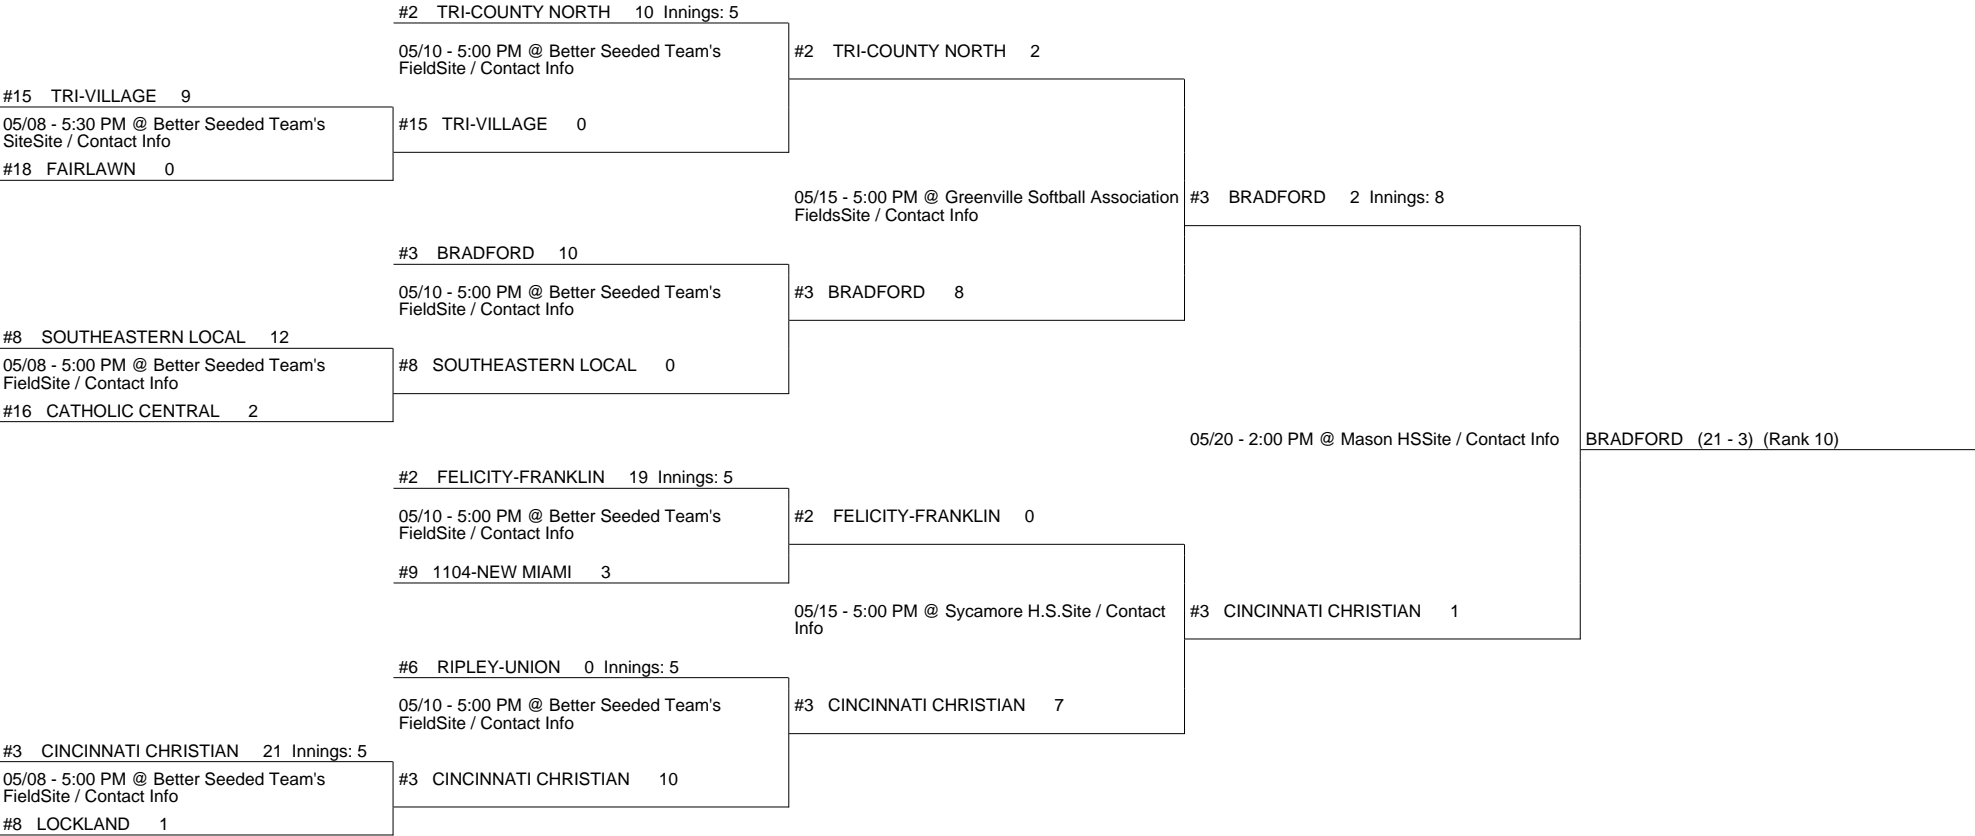 #2 TRI-COUNTY NORTH 10 Innings: 5
05/10 - 5:00 PM @ Better Seeded Team's
FieldSite / Contact Info
#2 TRI-COUNTY NORTH 2
#15 TRI-VILLAGE 9
05/08 - 5:30 PM @ Better Seeded Team's
SiteSite / Contact Info
#15 TRI-VILLAGE 0
#18 FAIRLAWN 0
05/15 - 5:00 PM @ Greenville Softball Association
FieldsSite / Contact Info
#3 BRADFORD 2 Innings: 8
#3 BRADFORD 10
05/10 - 5:00 PM @ Better Seeded Team's
FieldSite / Contact Info
#3 BRADFORD 8
#8 SOUTHEASTERN LOCAL 12
05/08 - 5:00 PM @ Better Seeded Team's
FieldSite / Contact Info
#8 SOUTHEASTERN LOCAL 0
#16 CATHOLIC CENTRAL 2
05/20 - 2:00 PM @ Mason HSSite / Contact Info
BRADFORD (21 - 3) (Rank 10)
#2 FELICITY-FRANKLIN 19 Innings: 5
05/10 - 5:00 PM @ Better Seeded Team's
FieldSite / Contact Info
#2 FELICITY-FRANKLIN 0
#9 1104-NEW MIAMI 3
05/15 - 5:00 PM @ Sycamore H.S.Site / Contact
Info
#3 CINCINNATI CHRISTIAN 1
#6 RIPLEY-UNION 0 Innings: 5
05/10 - 5:00 PM @ Better Seeded Team's
FieldSite / Contact Info
#3 CINCINNATI CHRISTIAN 7
#3 CINCINNATI CHRISTIAN 21 Innings: 5
05/08 - 5:00 PM @ Better Seeded Team's
FieldSite / Contact Info
#3 CINCINNATI CHRISTIAN 10
#8 LOCKLAND 1